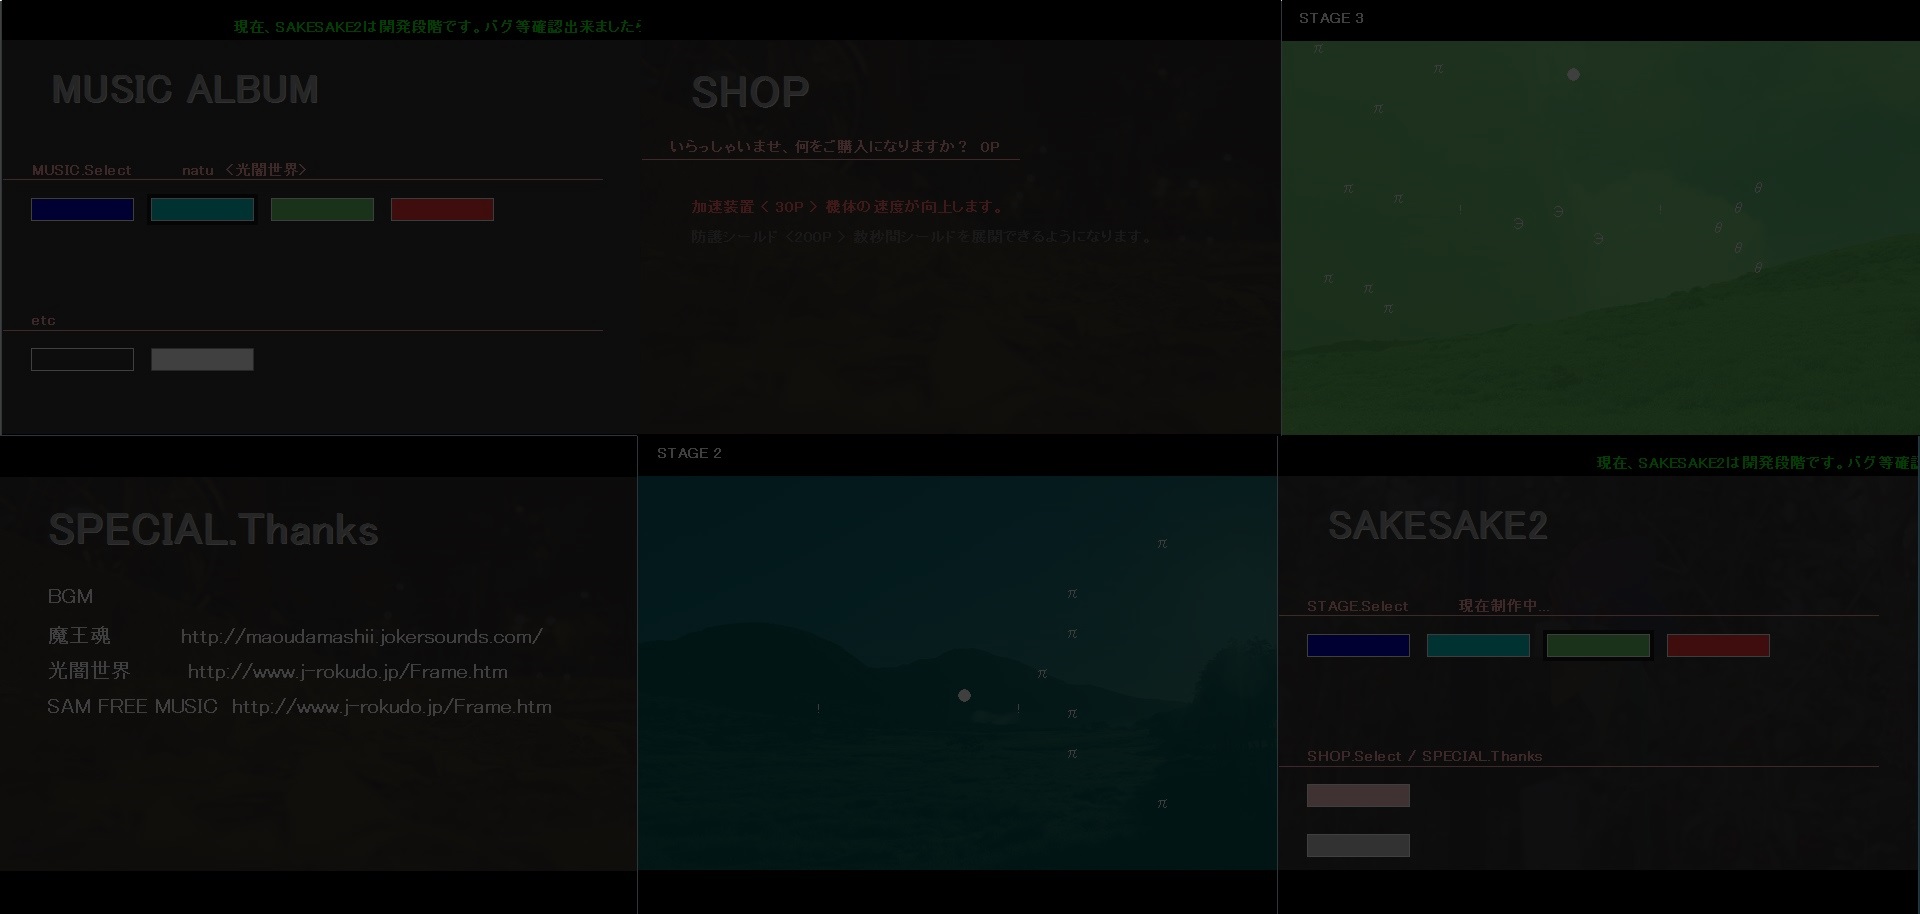 現在、SAKESAKE2は開発段階です。バグ等確認出来ました
MUSIC ALBUM
MUSIC.Select natu <光闇世界>
etc
SHOP
いらっしゃいませ、何をご購入になりますか？ 0P
加速装置 < 30P > 機体の速度が向上します。
防護シールド <200P > 数秒間シールドを展開できるようになります。
STAGE 3
π
π
π
π
π
!
!
θ
θ
θ
θ
θ
π
π
π
SPECIAL.Thanks
BGM
魔王魂 http://maoudamashii.jokersounds.com/
光闇世界 http://www.j-rokudo.jp/Frame.htm
SAM FREE MUSIC http://www.j-rokudo.jp/Frame.htm
STAGE 2
π
π
π
π
! !
π
π
π
現在、SAKESAKE2は開発段階です。バグ等確認
SAKESAKE2
STAGE.Select 現在制作中...
SHOP.Select / SPECIAL.Thanks